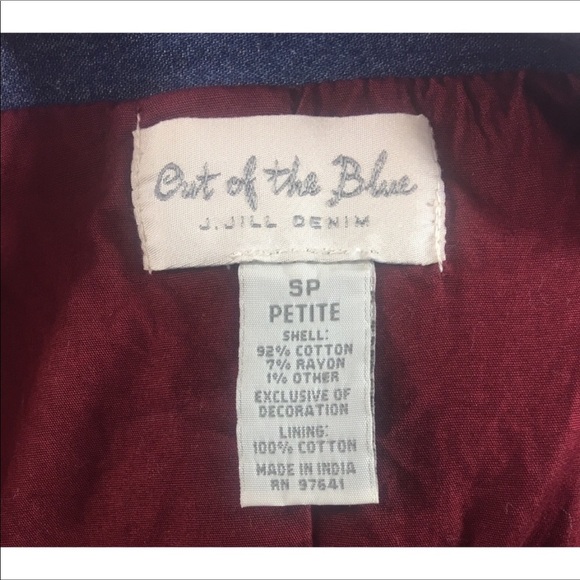 Out of the Blue
J.JILL DENIM
SP
PETITE
SHELL:
92% COTTON
7% RAYON
1% OTHER
EXCLUSIVE OF
DECORATION
LINING:
100% COTTON
MADE IN INDIA
RN 97641